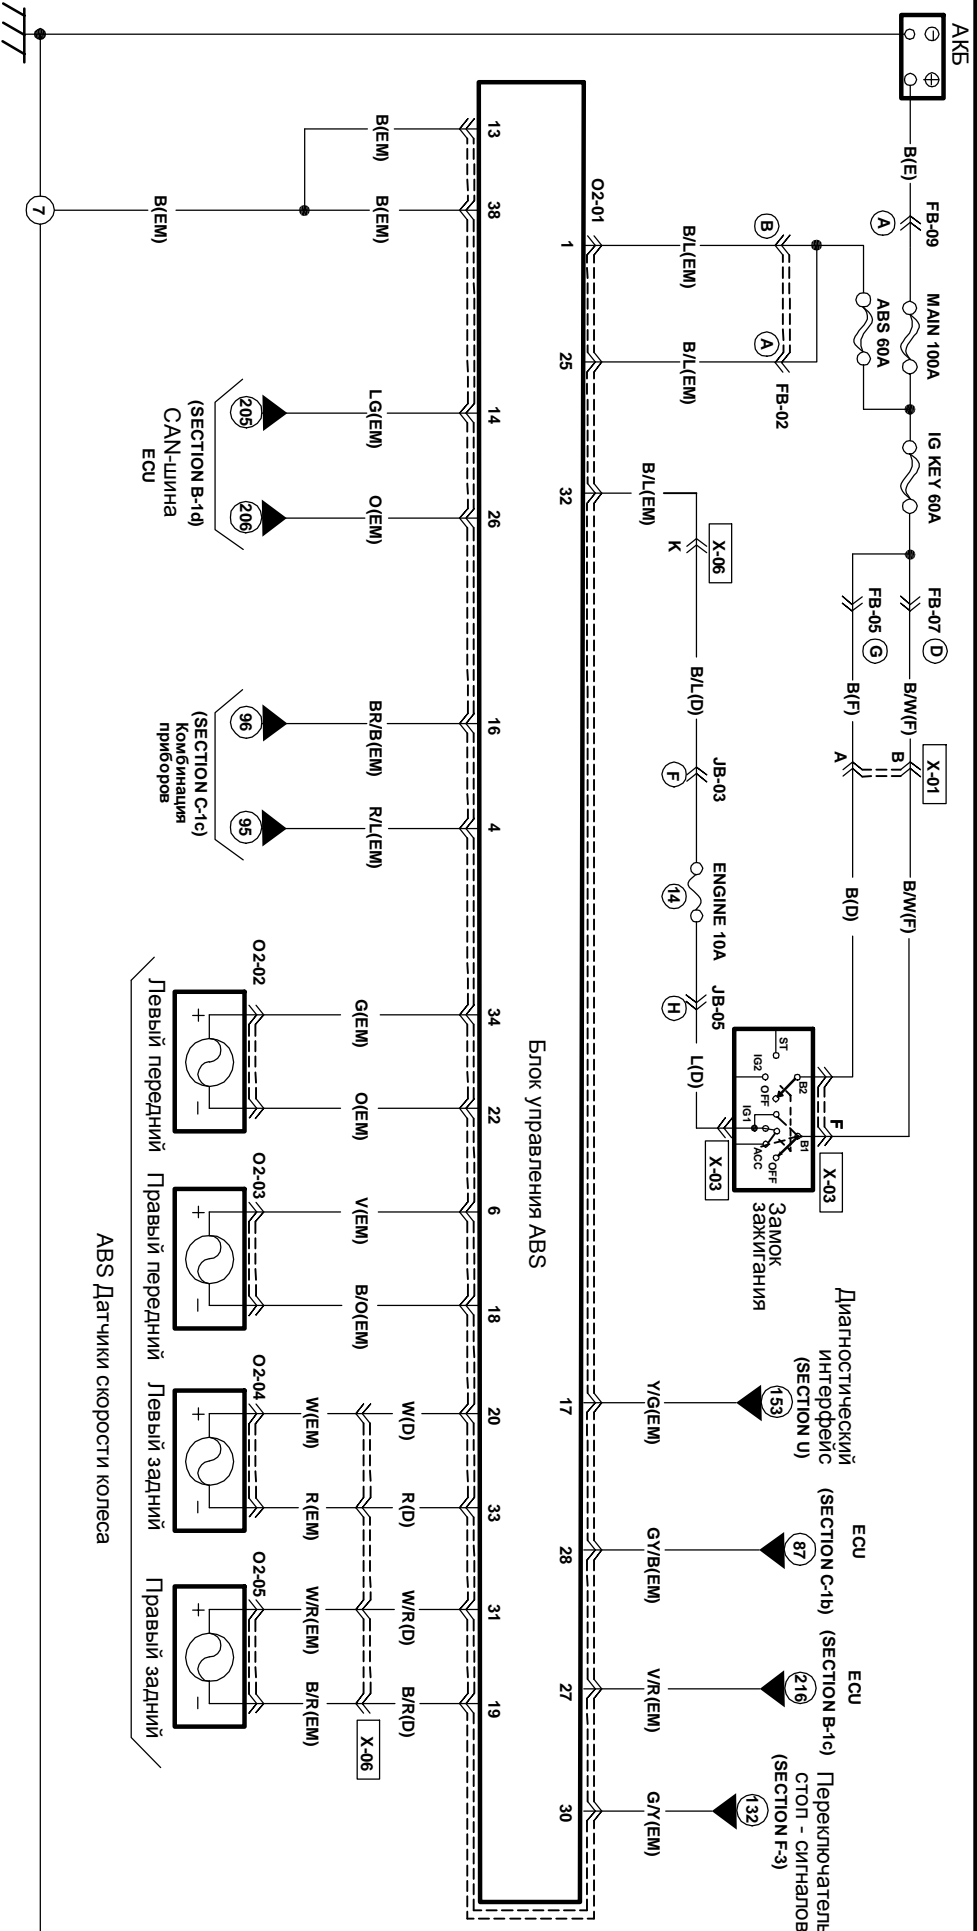 АКБ
B(E)
FB-09
A
MAIN 100A
ABS 60A
IG KEY 60A
FB-07 D
FB-05 G
B/W(F)
B(F)
X-01
B
A
B/W(F)
B(D)
X-03
F
B2
B1
ST
IG2
OFF
IG1
ACC
OFF
Замок
зажигания
X-03
L(D)
JB-05
H
ENGINE 10A
14
JB-03
F
B/L(D)
X-06
K
B/L(EM)
B
A
FB-02
B/L(EM)
B/L(EM)
O2-01
Диагностический
интерфейс
(SECTION U)
153
Y/G(EM)
ECU
(SECTION C-1b)
87
GY/B(EM)
ECU
(SECTION B-1c)
216
V/R(EM)
Переключатель
стоп - сигналов
(SECTION F-3)
132
G/Y(EM)
1
25
32
17
28
27
30
Блок управления ABS
13
38
14
26
16
4
34
22
6
18
20
33
31
19
B(EM)
B(EM)
B(EM)
7
LG(EM)
O(EM)
205
206
(SECTION B-1d)
CAN-шина
ECU
BR/B(EM)
R/L(EM)
96
95
(SECTION C-1c)
Комбинация
приборов
G(EM)
O(EM)
V(EM)
B/O(EM)
W(D)
R(D)
W/R(D)
B/R(D)
X-06
W(EM)
R(EM)
W/R(EM)
B/R(EM)
O2-02
O2-03
O2-04
O2-05
+ −
+ −
+ −
+ −
Левый передний
Правый передний
Левый задний
Правый задний
ABS Датчики скорости колеса